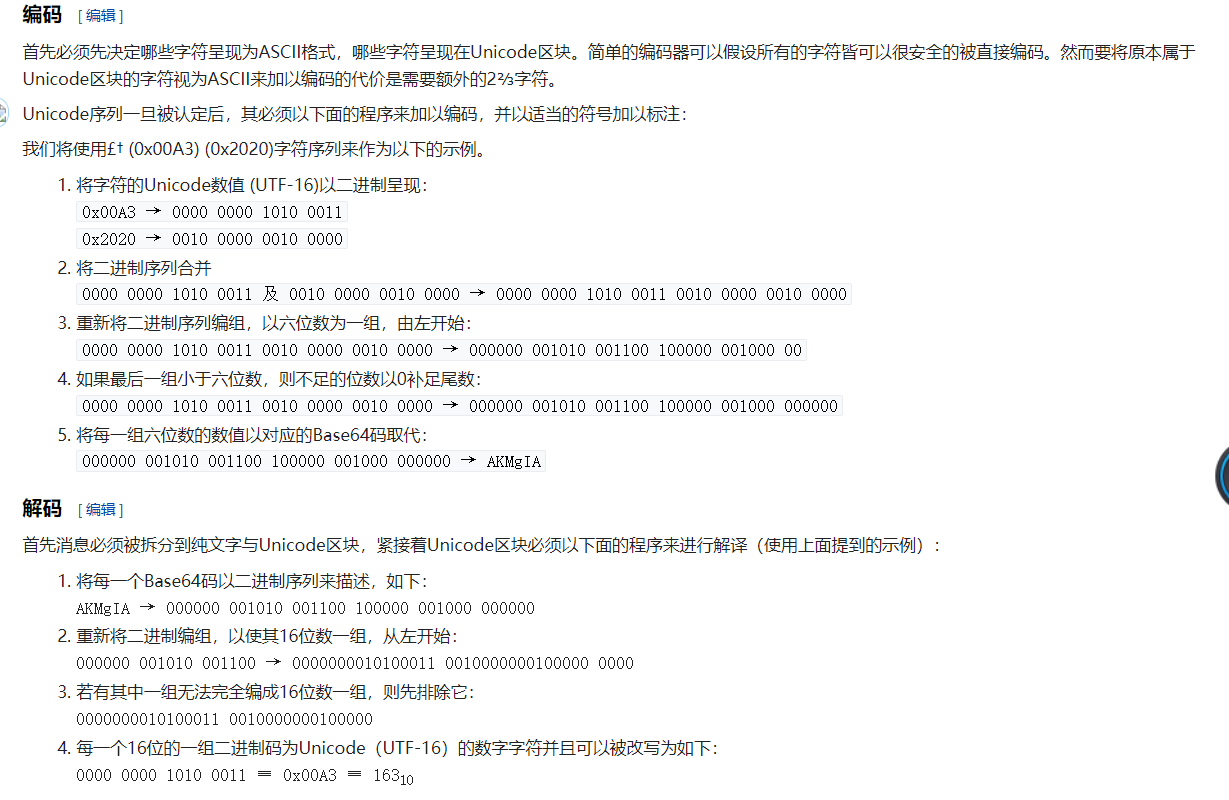 编码 [ 编辑 ]
首先必须先决定哪些字符呈现为ASCII格式，哪些字符呈现在Unicode区块。简单的编码器可以假设所有的字符皆可以很安全的被直接编码。然而要将原本属于
Unicode区块的字符视为ASCII来加以编码的代价是需要额外的2⅔字符。
Unicode序列一旦被认定后，其必须以下面的程序来加以编码，并以适当的符号加以标注：
我们将使用£† (0x00A3) (0x2020)字符序列来作为以下的示例。
1. 将字符的Unicode数值 (UTF-16)以二进制呈现：
0x00A3 → 0000 0000 1010 0011
0x2020 → 0010 0000 0010 0000
2. 将二进制序列合并
0000 0000 1010 0011 及 0010 0000 0010 0000 → 0000 0000 1010 0011 0010 0000 0010 0000
3. 重新将二进制序列编组，以六位数为一组，由左开始：
0000 0000 1010 0011 0010 0000 0010 0000 → 000000 001010 001100 100000 001000 00
4. 如果最后一组小于六位数，则不足的位数以0补足尾数：
0000 0000 1010 0011 0010 0000 0010 0000 → 000000 001010 001100 100000 001000 000000
5. 将每一组六位数的数值以对应的Base64码取代：
000000 001010 001100 100000 001000 000000 → AKMgIA
解码 [ 编辑 ]
首先消息必须被拆分到纯文字与Unicode区块，紧接着Unicode区块必须以下面的程序来进行解译（使用上面提到的示例）：
1. 将每一个Base64码以二进制序列来描述，如下：
AKMgIA → 000000 001010 001100 100000 001000 000000
2. 重新将二进制编组，以使其16位数一组，从左开始：
000000 001010 001100 → 0000000010100011 0010000000100000 0000
3. 若有其中一组无法完全编成16位数一组，则先排除它：
0000000010100011 0010000000100000
4. 每一个16位的一组二进制码为Unicode（UTF-16）的数字字符并且可以被改写为如下：
0000 0000 1010 0011 = 0x00A3 = 163₁₀